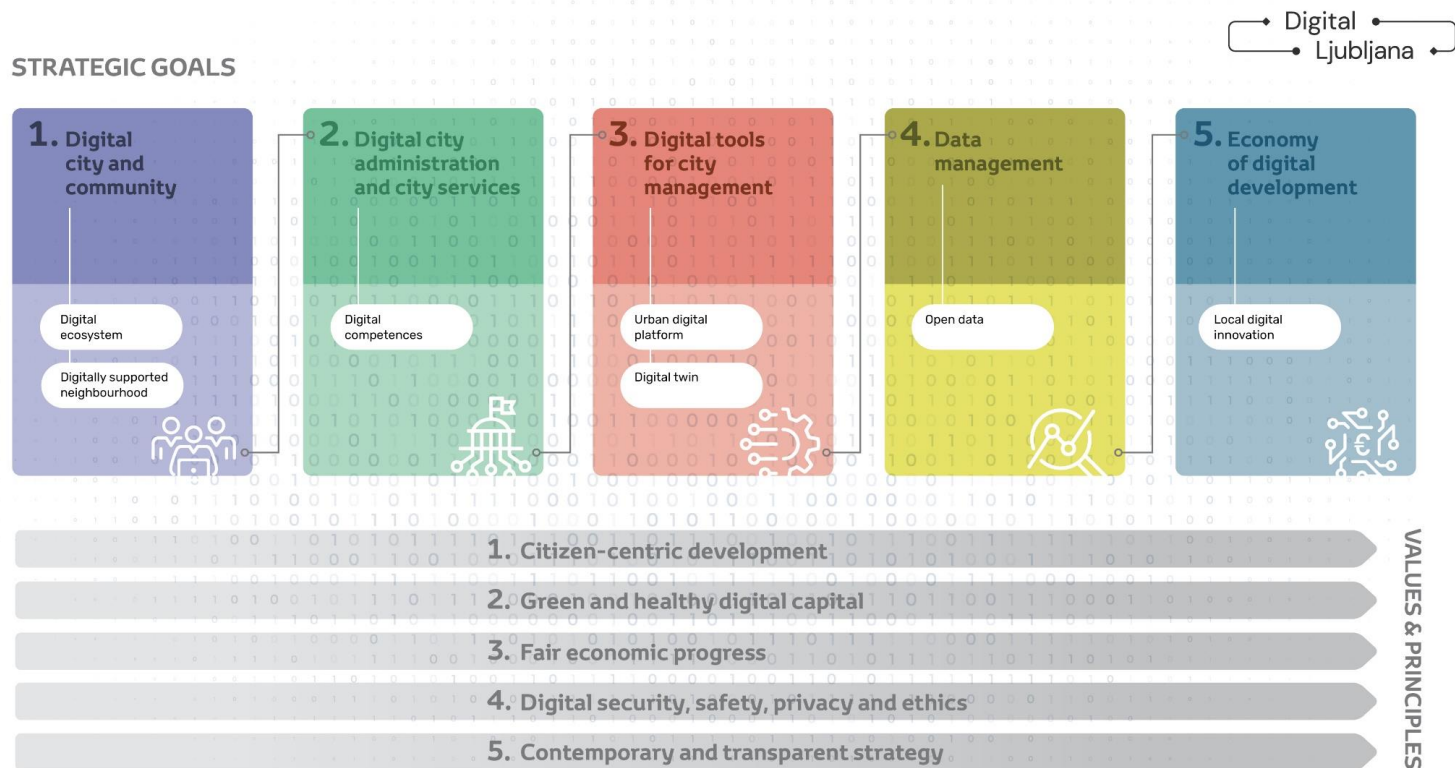 Digital
Ljubljana
STRATEGIC GOALS
1. Digital
city and
community
Digital
ecosystem
Digitally supported
neighbourhood
2. Digital city
administration
and city services
Digital
competences
3. Digital tools
for city
management
Urban digital
platform
Digital twin
4. Data
management
Open data
5. Economy
of digital
development
Local digital
innovation
€
1. Citizen-centric development
2. Green and healthy digital capital
3. Fair economic progress
4. Digital security, safety, privacy and ethics
5. Contemporary and transparent strategy
VALUES & PRINCIPLES